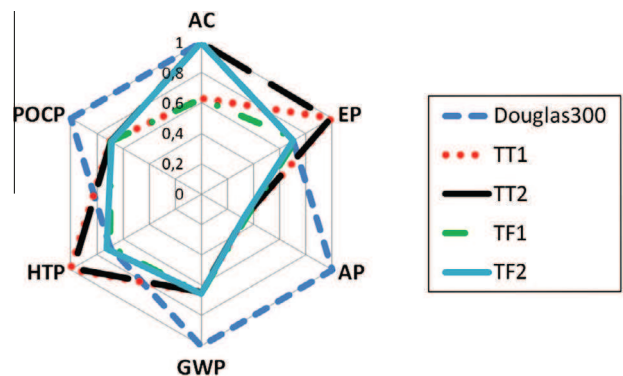 AC
1
0,8
0,6
0,4
0,2
0
POCP
EP
HTP
AP
GWP
Douglas300
TT1
TT2
TF1
TF2